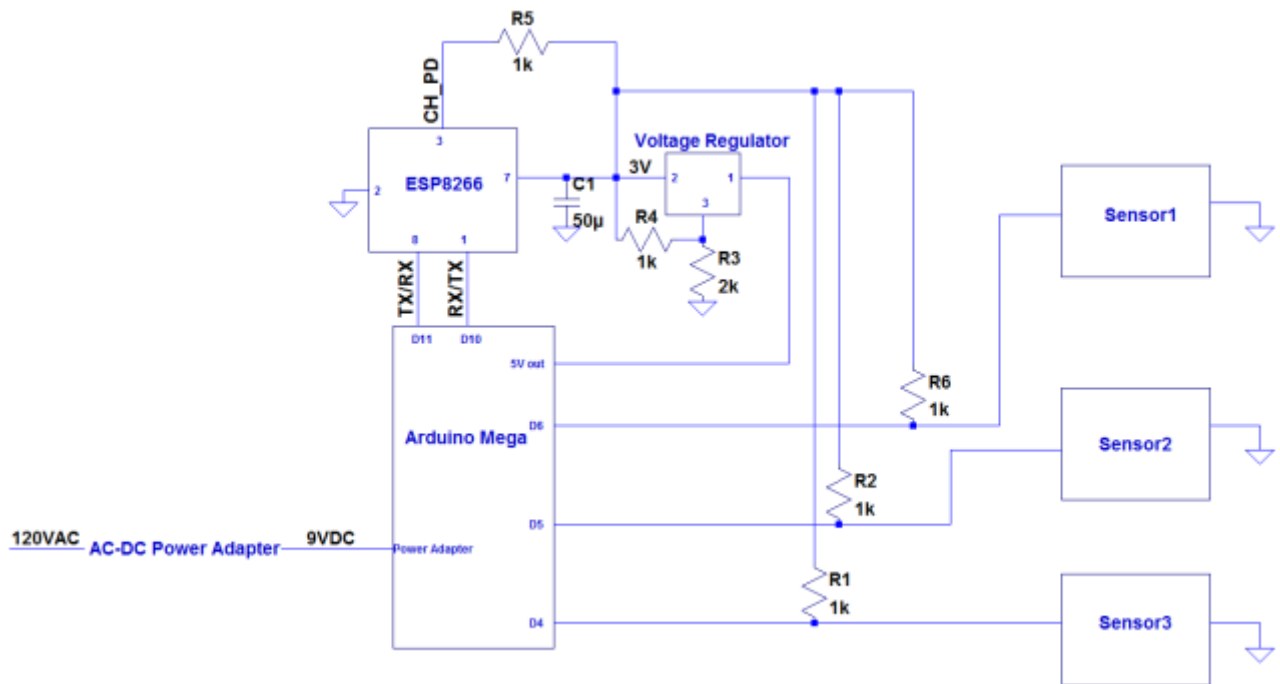 R5
1k
CH_PD
3
Voltage Regulator
ESP8266
7
2
3V
2
1
C1
3
50µ
R4
1k
R3
2k
8
1
TX/RX
RX/TX
D11
D10
5V out
Sensor1
R6
1k
D6
Arduino Mega
Sensor2
R2
1k
D5
120VAC
AC-DC Power Adapter
9VDC
Power Adapter
R1
1k
D4
Sensor3